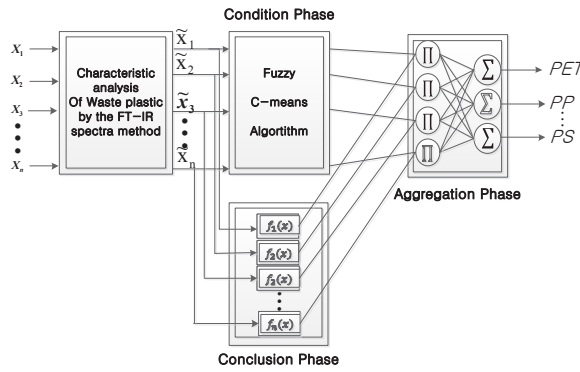 Condition Phase
X1
X2
X3
Xn
Characteristic
analysis
Of Waste plastic
by the FT-IR
spectra method
x̃1
x̃2
x̃3
x̃n
Fuzzy
C-means
Algorithm
∏
∏
∏
∏
∑
∑
∑
PET
PP
PS
Aggregation Phase
f1(x)
f2(x)
f2(x)
fn(x)
Conclusion Phase